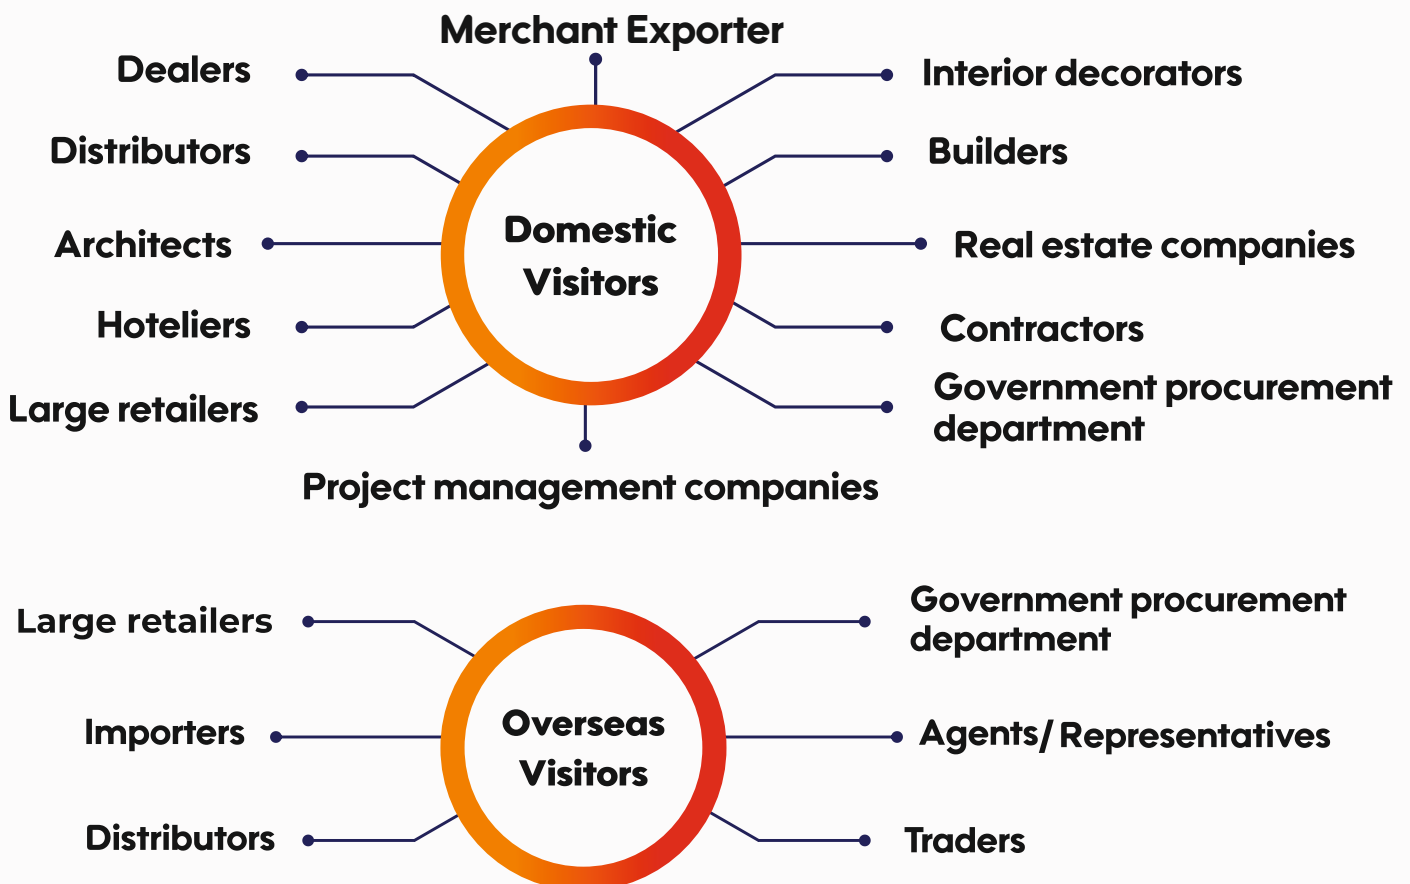 Merchant Exporter
Dealers
Interior decorators
Distributors
Builders
Domestic
Visitors
Architects
Real estate companies
Hoteliers
Contractors
Large retailers
Government procurement
department
Project management companies
Large retailers
Government procurement
department
Overseas
Visitors
Importers
Agents/Representatives
Distributors
Traders